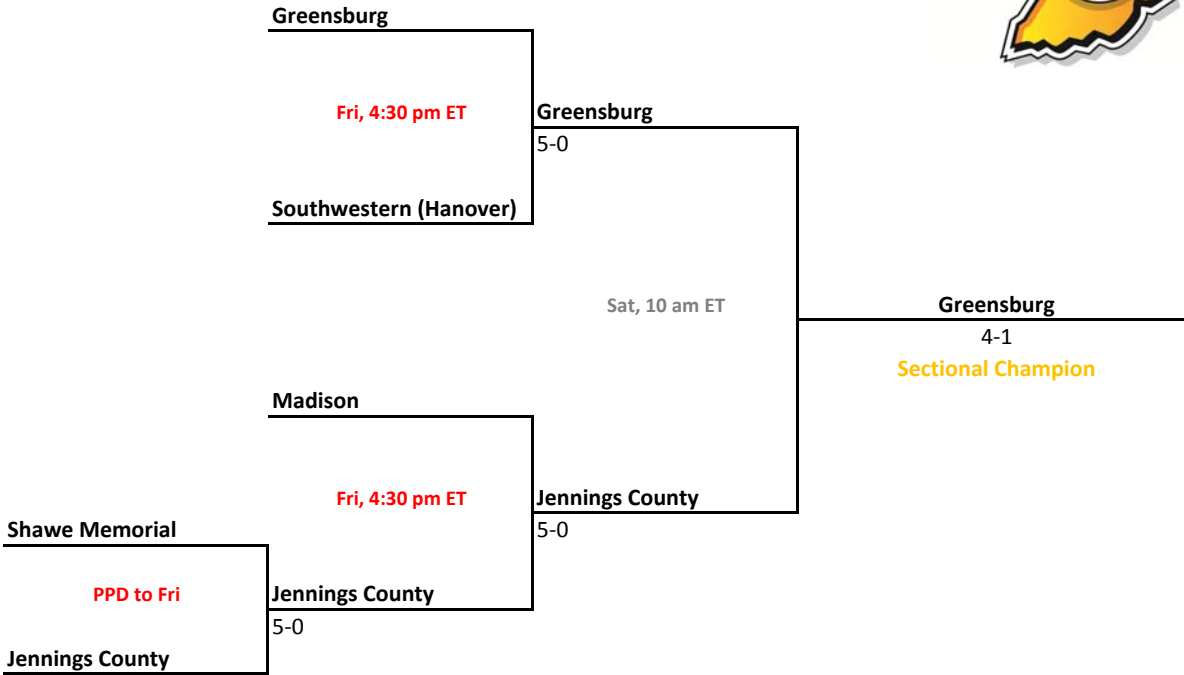 Greensburg
Fri, 4:30 pm ET
Greensburg
5-0
Southwestern (Hanover)
Sat, 10 am ET
Greensburg
4-1
Sectional Champion
Madison
Fri, 4:30 pm ET
Jennings County
5-0
Shawe Memorial
PPD to Fri
Jennings County
5-0
Jennings County